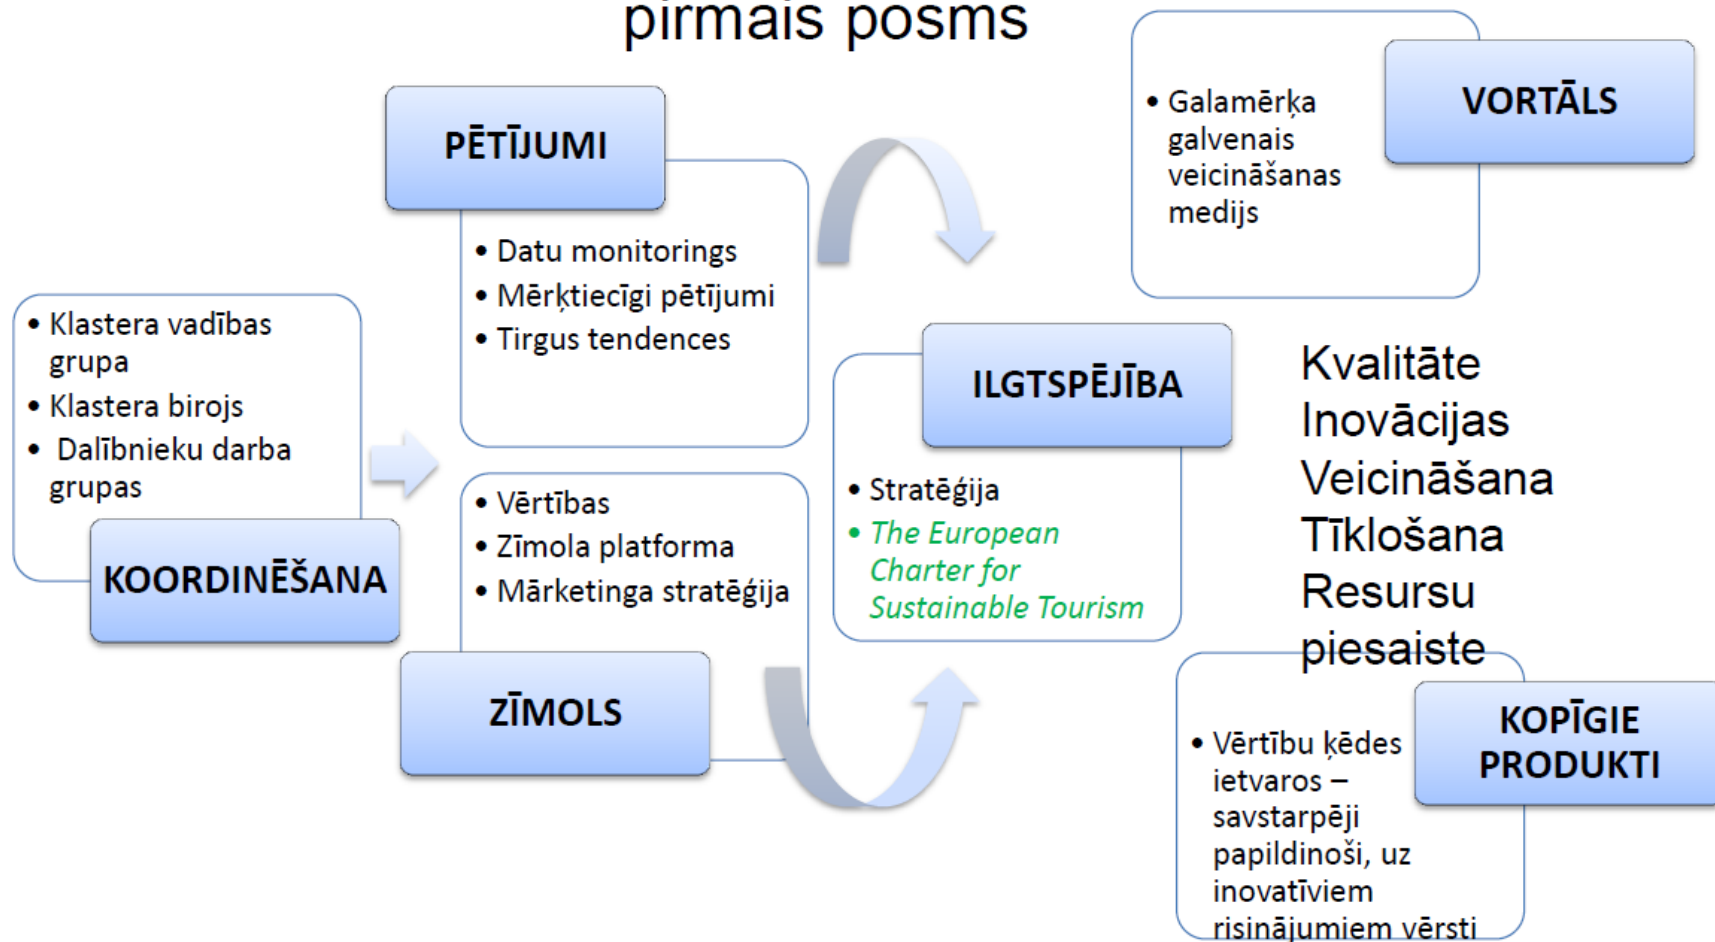 pirmais posms
PĒTĪJUMI
• Datu monitorings
• Mērķtiecīgi pētījumi
• Tirgus tendences
• Klastera vadības
grupa
• Klastera birojs
• Dalībnieku darba
grupas
KOORDINĒŠANA
• Vērtības
• Zīmola platforma
• Mārketinga stratēģija
ZĪMOLS
ILGTSPĒJĪBA
• Stratēģija
• The European
Charter for
Sustainable Tourism
VORTĀLS
• Galamērķa
galvenais
veicināšanas
medijs
Kvalitāte
Inovācijas
Veicināšana
Tīklošana
Resursu
piesaiste
KOPĪGIE
PRODUKTI
• Vērtību ķēdes
ietvaros –
savstarpēji
papildinoši, uz
inovatīviem
risinājumiem vērsti